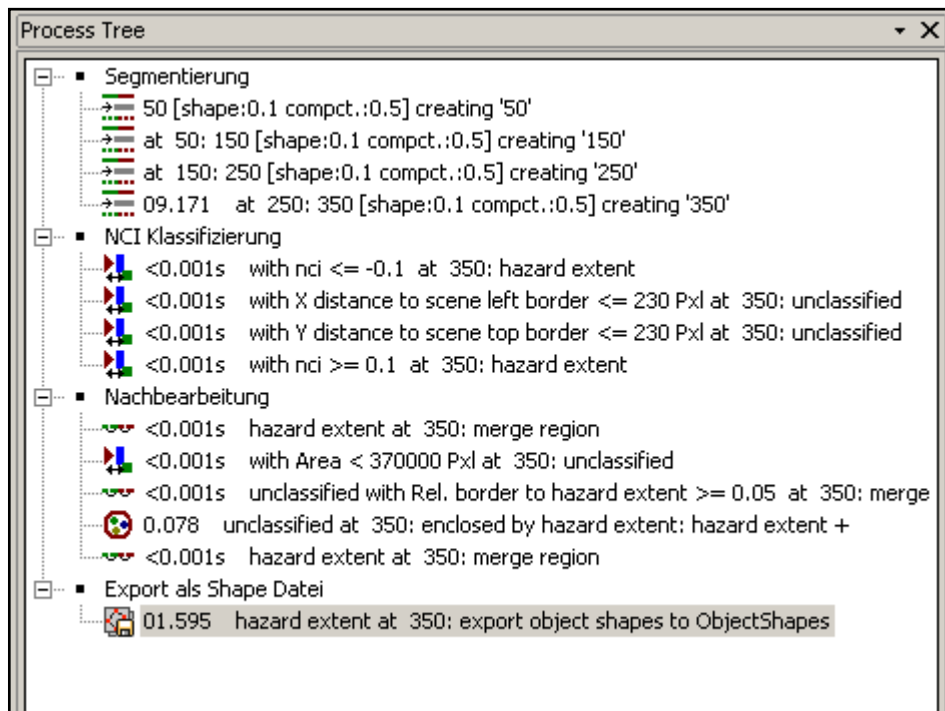 Process Tree
Segmentierung
50 [shape:0.1 compct.:0.5] creating '50'
at 50: 150 [shape:0.1 compct.:0.5] creating '150'
at 150: 250 [shape:0.1 compct.:0.5] creating '250'
09.171 at 250: 350 [shape:0.1 compct.:0.5] creating '350'
NCI Klassifizierung
<0.001s with nci <= -0.1 at 350: hazard extent
<0.001s with X distance to scene left border <= 230 Pxl at 350: unclassified
<0.001s with Y distance to scene top border <= 230 Pxl at 350: unclassified
<0.001s with nci >= 0.1 at 350: hazard extent
Nachbearbeitung
<0.001s hazard extent at 350: merge region
<0.001s with Area < 370000 Pxl at 350: unclassified
<0.001s unclassified with Rel. border to hazard extent >= 0.05 at 350: merge
0.078 unclassified at 350: enclosed by hazard extent: hazard extent +
<0.001s hazard extent at 350: merge region
Export als Shape Datei
01.595 hazard extent at 350: export object shapes to ObjectShapes